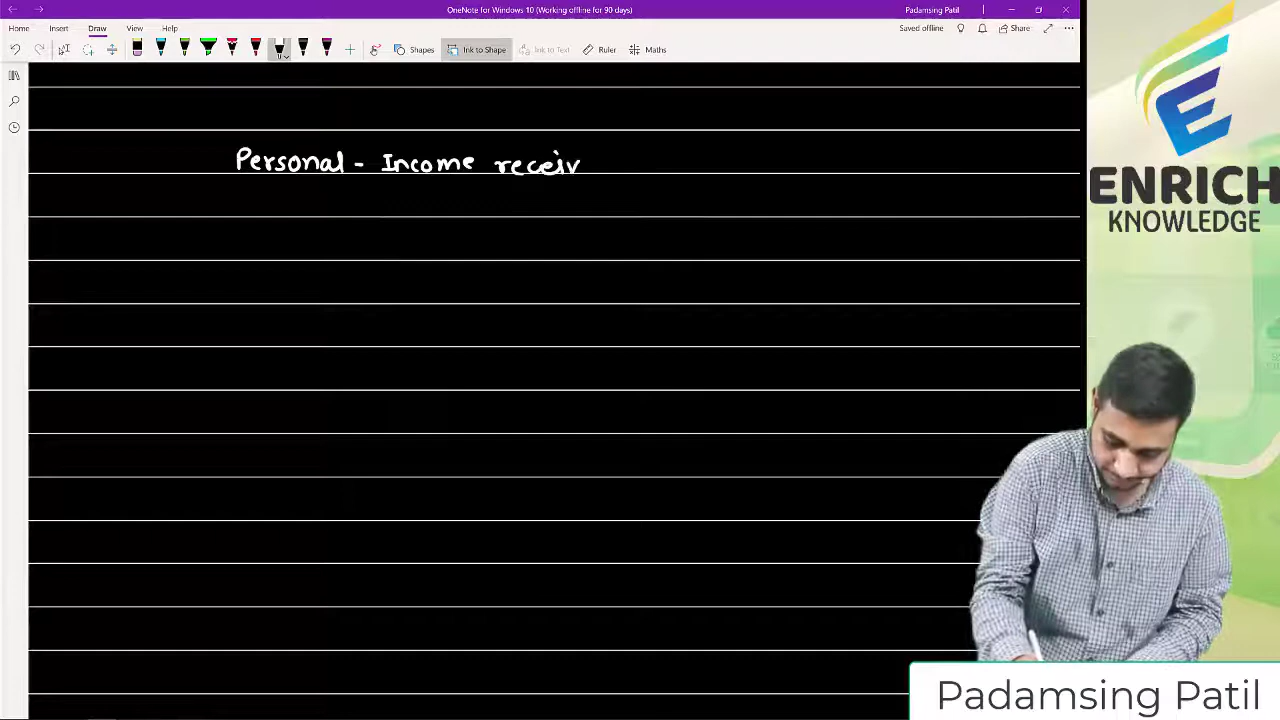 OneNote for Windows 10 (Working offline for 90 days)
Padamsing Patil
Home Insert Draw View Help
Saved offline
Share
Shapes
Ink to Shape
Ink to Text
Ruler
Maths
Personal - Income receiv
ENRICH
KNOWLEDGE
Padamsing Patil